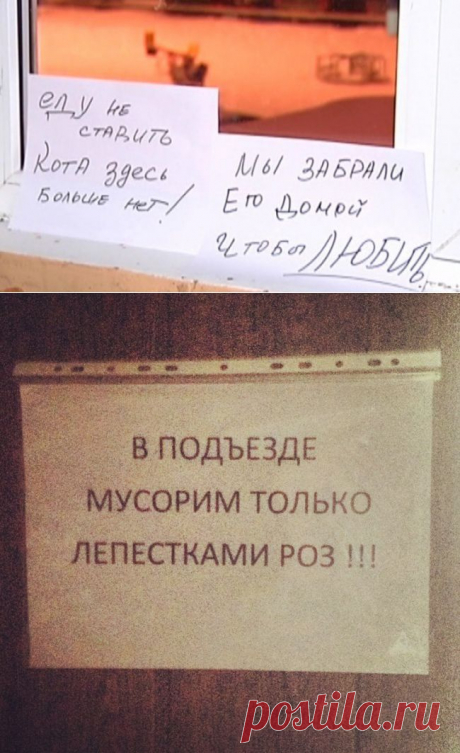 еду не
ставить
Кота здесь
больше нет!
Мы забрали
Его домой
чтобы ЛЮБИТЬ
В ПОДЪЕЗДЕ
МУСОРИМ ТОЛЬКО
ЛЕПЕСТКАМИ РОЗ !!!
postila.ru